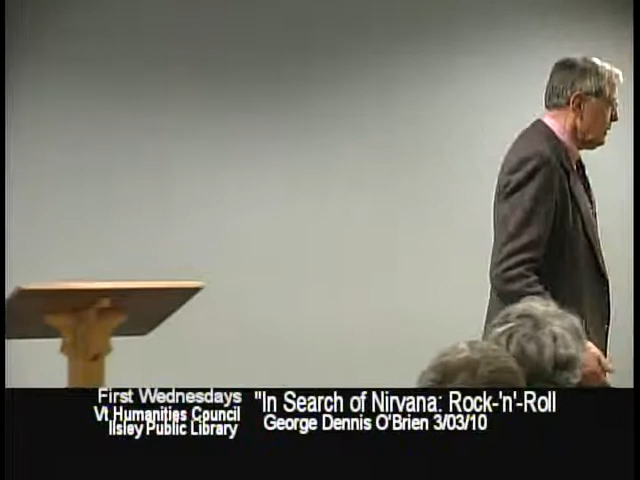 First Wednesdays
Vt Humanities Council
Ilsley Public Library
"In Search of Nirvana: Rock-'n'-Roll
George Dennis O'Brien 3/03/10